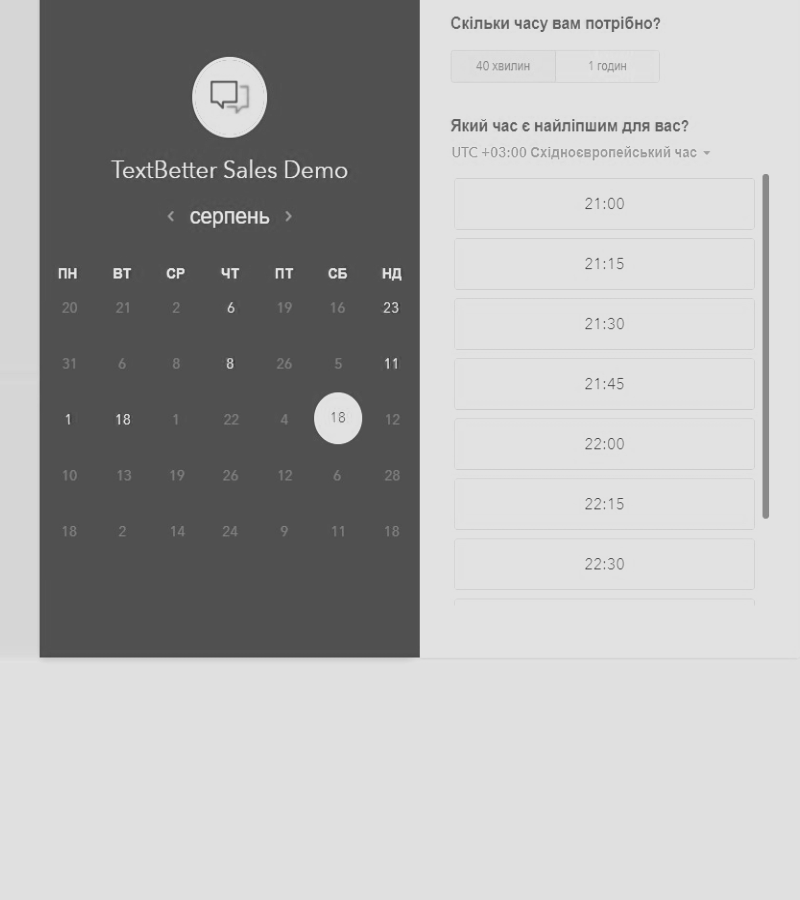 TextBetter Sales Demo
серпень
ПН ВТ СР ЧТ ПТ СБ НД
20 21 2 6 19 16 23
31 6 8 8 26 5 11
1 18 1 22 4 18 12
10 13 19 26 12 6 28
18 2 14 24 9 11 18
Скільки часу вам потрібно?
40 хвилин 1 годин
Який час є найліпшим для вас?
UTC +03:00 Східноєвропейський час
21:00
21:15
21:30
21:45
22:00
22:15
22:30